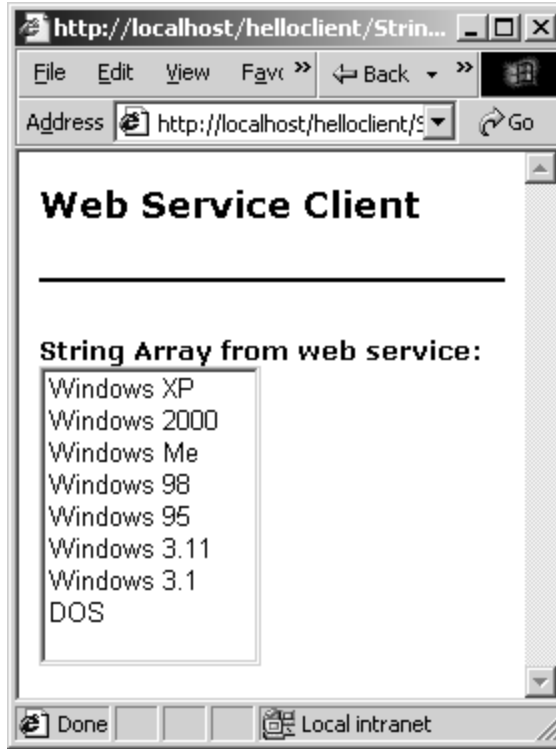 http://localhost/helloclient/Strin...
File Edit View Fav »  Back »
Address http://localhost/helloclient/S Go
Web Service Client
String Array from web service:
Windows XP
Windows 2000
Windows Me
Windows 98
Windows 95
Windows 3.11
Windows 3.1
DOS
Done Local intranet